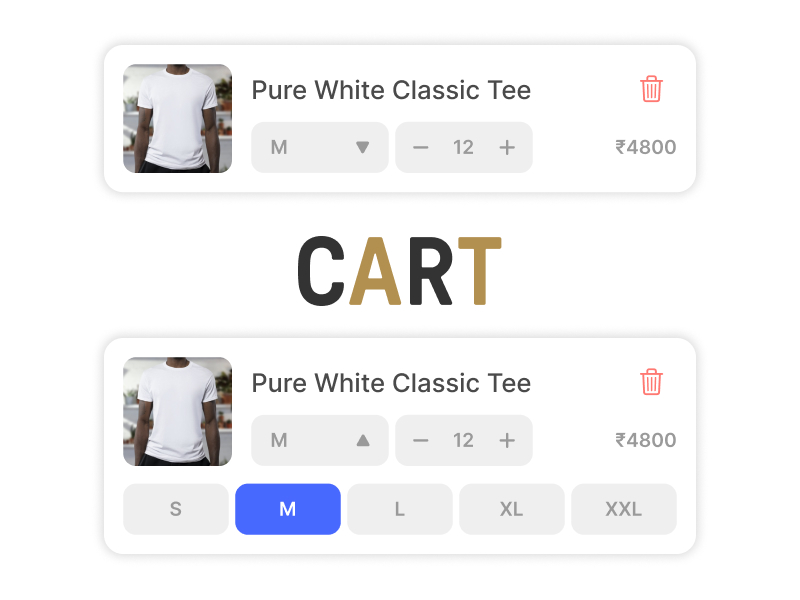 Pure White Classic Tee
M 12 ₹4800
CART
Pure White Classic Tee
M 12 ₹4800
S M L XL XXL